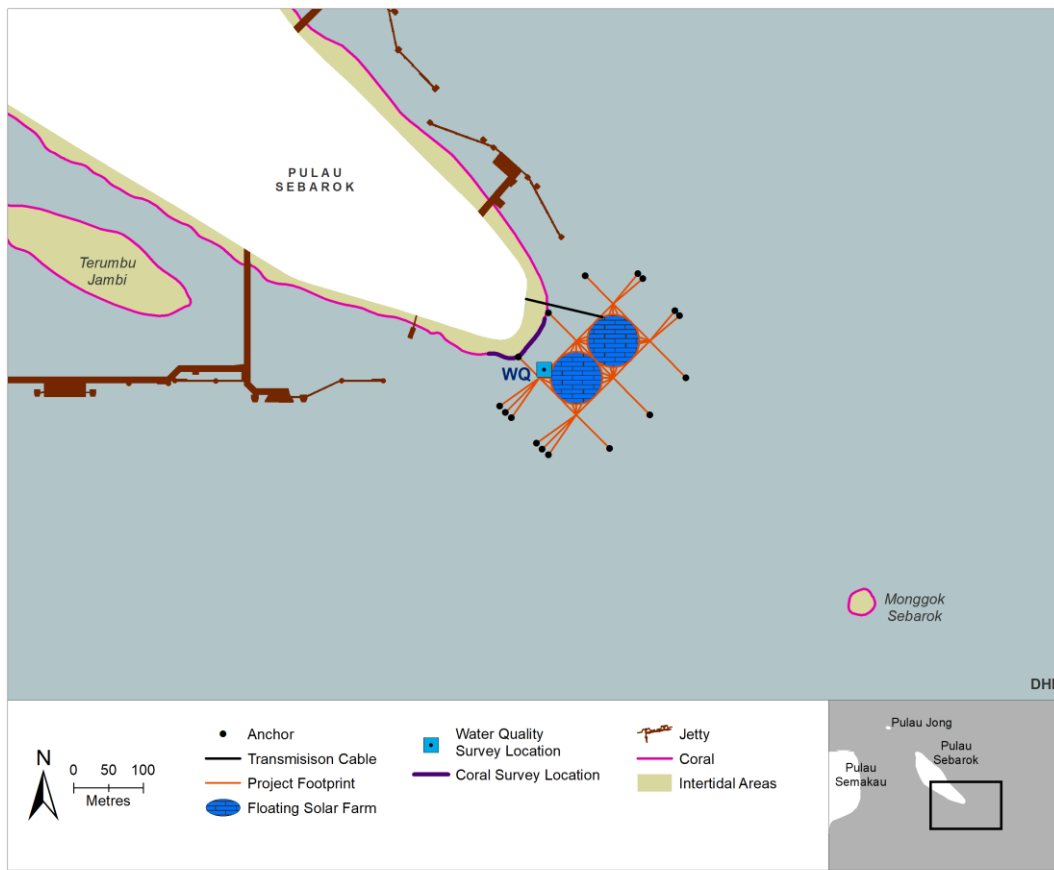 PULAU
SEBAROK
Terumbu
Jambi
WQ
Monggok
Sebarok
DHI
N
0 50 100
Metres
Anchor
Transmisison Cable
Project Footprint
Floating Solar Farm
Water Quality
Survey Location
Coral Survey Location
Jetty
Coral
Intertidal Areas
Pulau Jong
Pulau
Sebarok
Pulau
Semakau